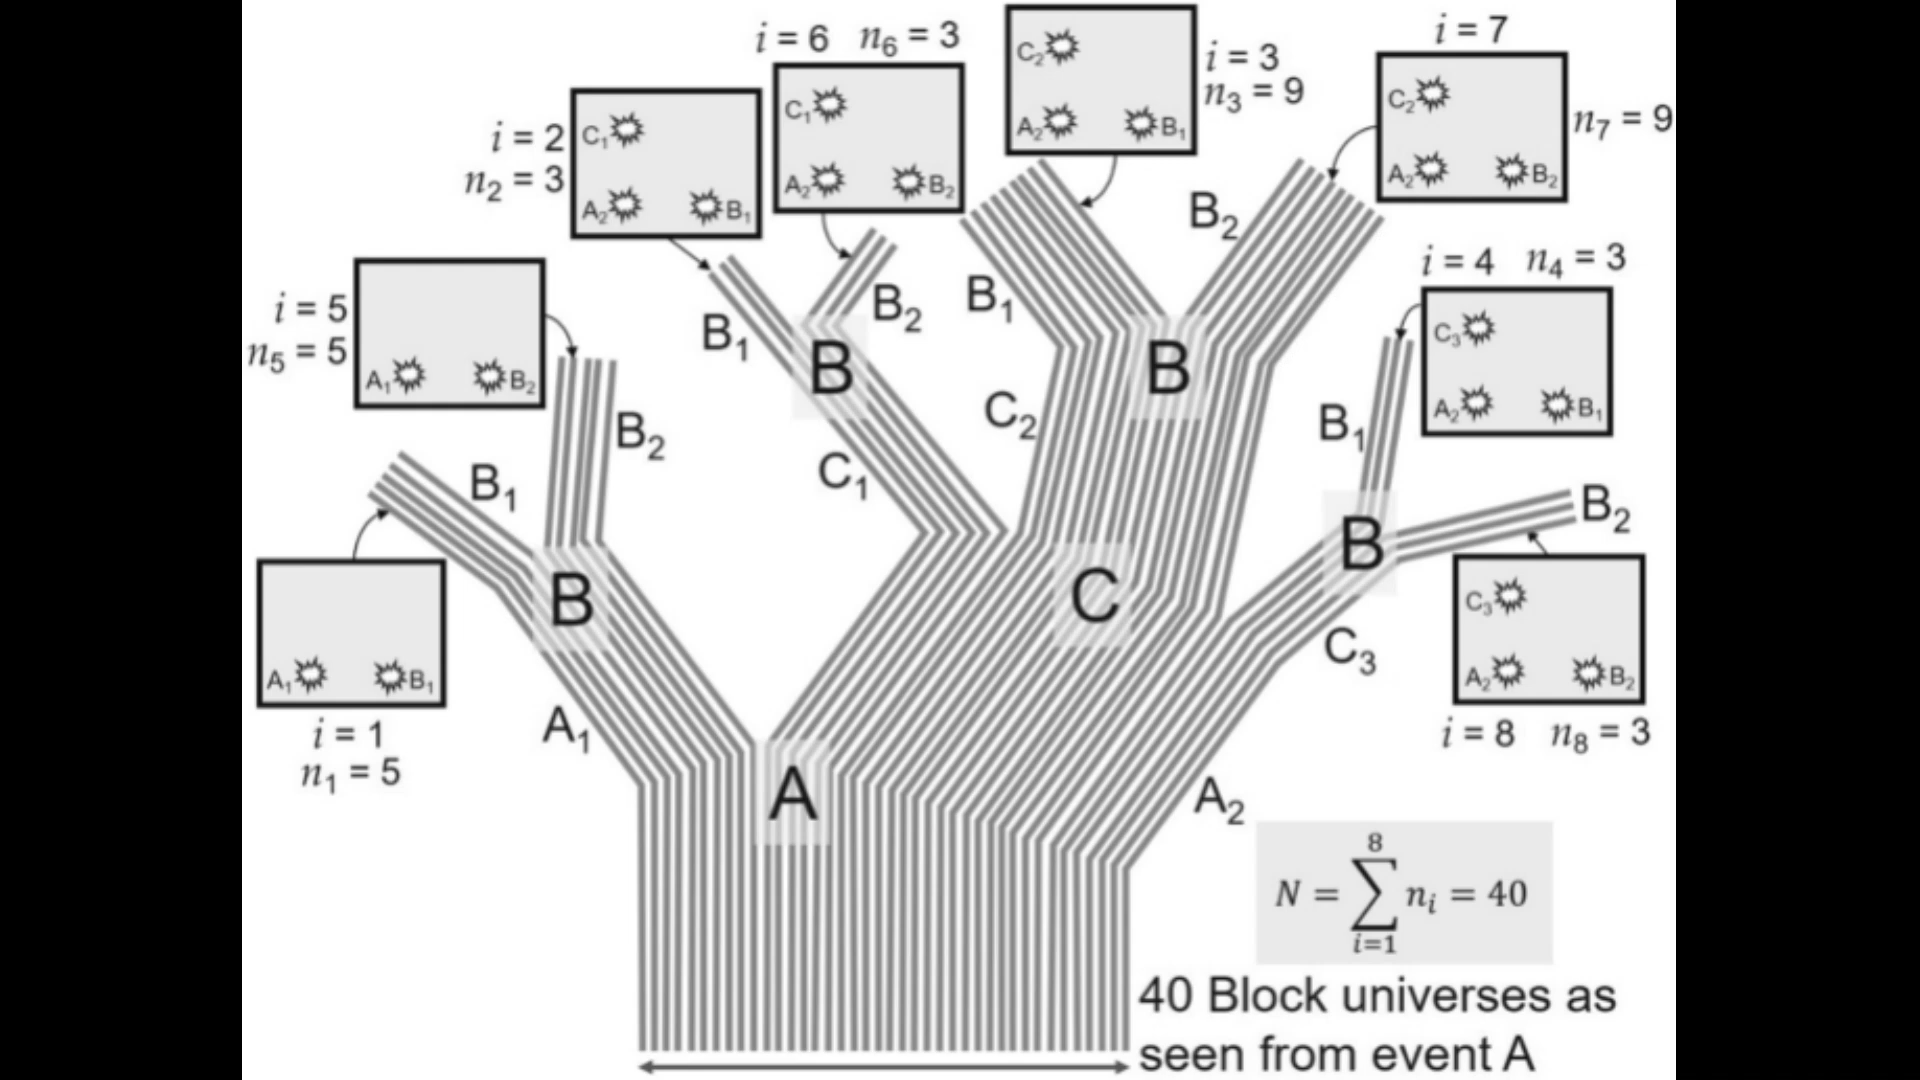 i = 6 n₆ = 3
i = 7
C₂
i = 3
n₃ = 9
A₂ B₁
C₂
A₂ B₂
n₇ = 9
C₁
A₂ B₂
i = 2
n₂ = 3
C₁
A₂ B₁
B₂
i = 4 n₄ = 3
i = 5
n₅ = 5
A₁ B₂
B₁
B₂
B₁
C₃
A₂ B₁
B
B
B₂
C₂
B₁
B₁
C₁
B₂
B
C₃
A₂ B₂
i = 8 n₈ = 3
B
C
C₃
A₁ B₁
i = 1
n₁ = 5
A₁
A
A₂
N = ∑ nᵢ = 40
8
i=1
40 Block universes as
seen from event A